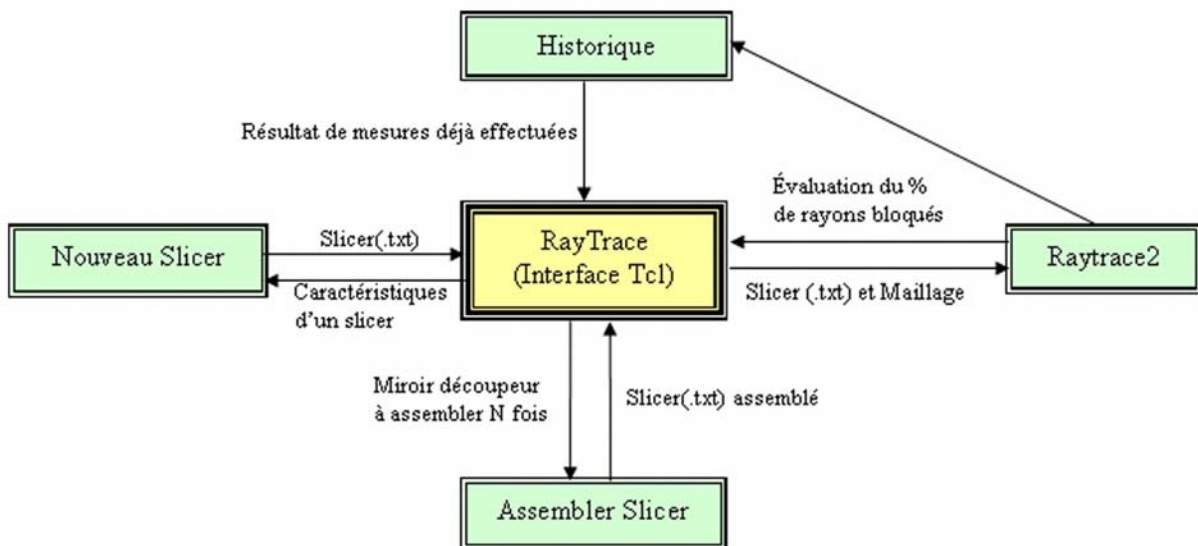 Historique
Résultat de mesures déjà effectuées
Évaluation du %
de rayons bloqués
Nouveau Slicer
Slicer(.txt)
Caractéristiques
d'un slicer
RayTrace
(Interface Tcl)
Raytrace2
Slicer (.txt) et Maillage
Miroir découpeur
à assembler N fois
Slicer(.txt) assemblé
Assembler Slicer